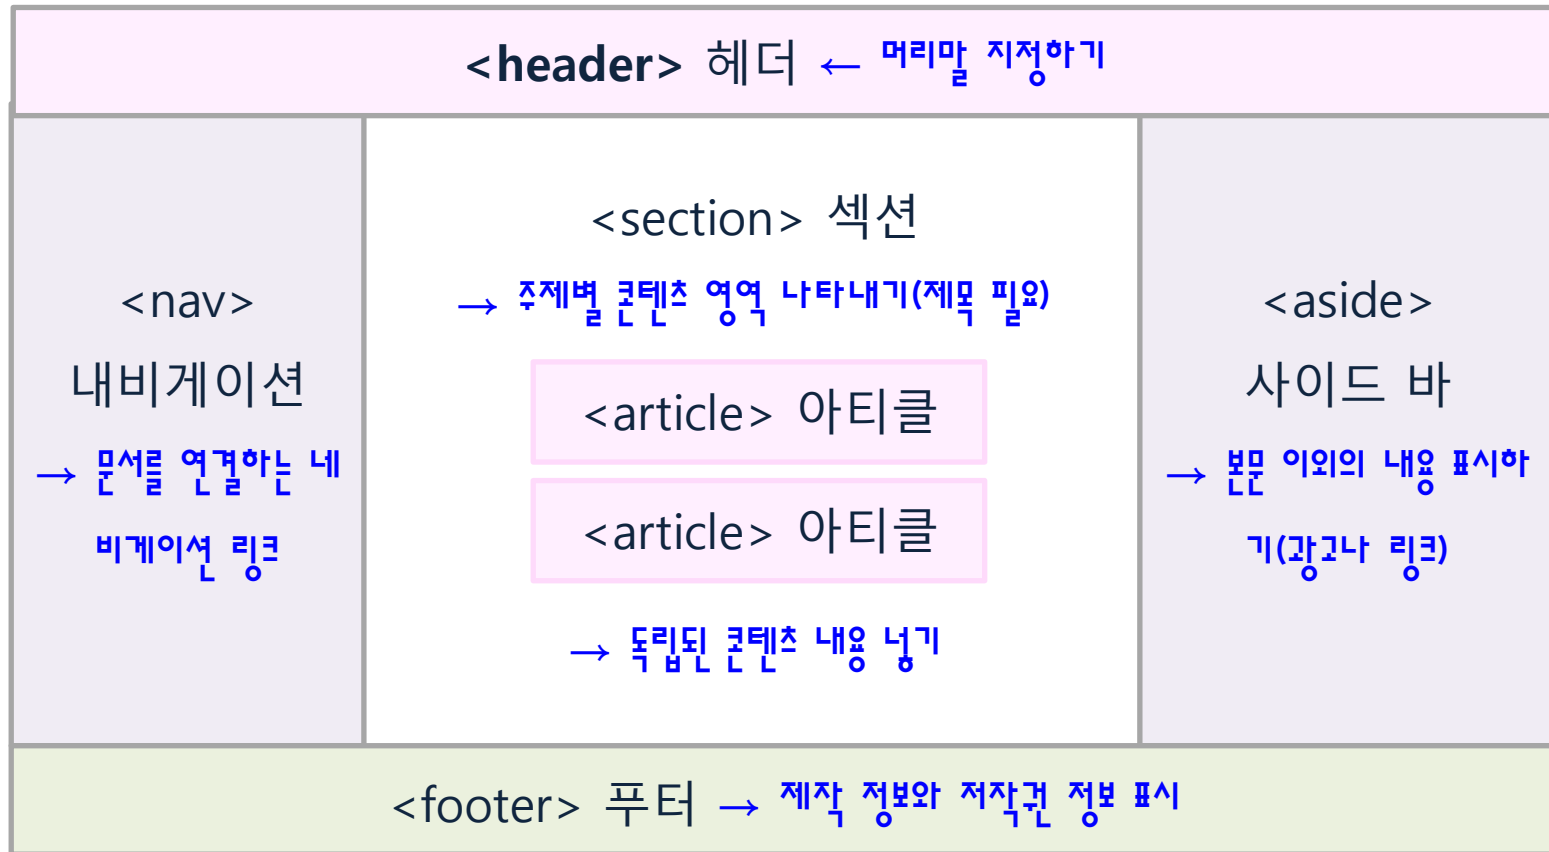 <header> 헤더 ← 머리말 지정하기
<nav>
내비게이션
→ 문서를 연결하는 네
비게이션 링크
<section> 섹션
→ 주제별 콘텐츠 영역 나타내기(제목 필요)
<article> 아티클
<article> 아티클
→ 독립된 콘텐츠 내용 넣기
<aside>
사이드 바
→ 본문 이외의 내용 표시하
기(광고나 링크)
<footer> 푸터 → 제작 정보와 저작권 정보 표시